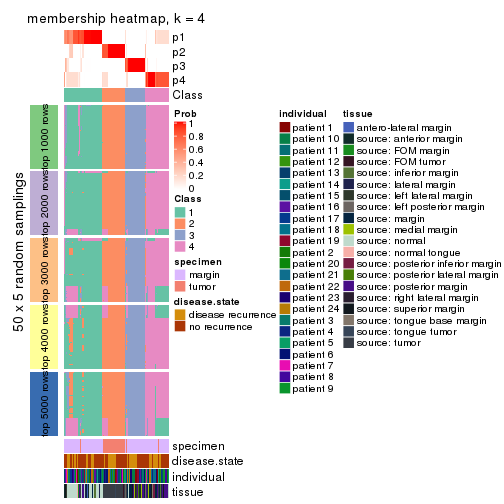 membership heatmap, k = 4
p1
p2
p3
p4
Class
50 x 5 random samplings
top 1000 rows
top 2000 rows
top 3000 rows
top 4000 rows
top 5000 rows
specimen
disease.state
individual
tissue
Prob
1
0.8
0.6
0.4
0.2
0
Class
1
2
3
4
specimen
margin
tumor
disease.state
disease recurrence
no recurrence
individual
patient 1
patient 10
patient 11
patient 12
patient 13
patient 14
patient 15
patient 16
patient 17
patient 18
patient 19
patient 2
patient 20
patient 21
patient 22
patient 23
patient 24
patient 3
patient 4
patient 5
patient 6
patient 7
patient 8
patient 9
tissue
antero-lateral margin
source: anterior margin
source: FOM margin
source: FOM tumor
source: inferior margin
source: lateral margin
source: left lateral margin
source: left posterior margin
source: margin
source: medial margin
source: normal
source: normal tongue
source: posterior inferior margin
source: posterior lateral margin
source: posterior margin
source: right lateral margin
source: superior margin
source: tongue base margin
source: tongue tumor
source: tumor